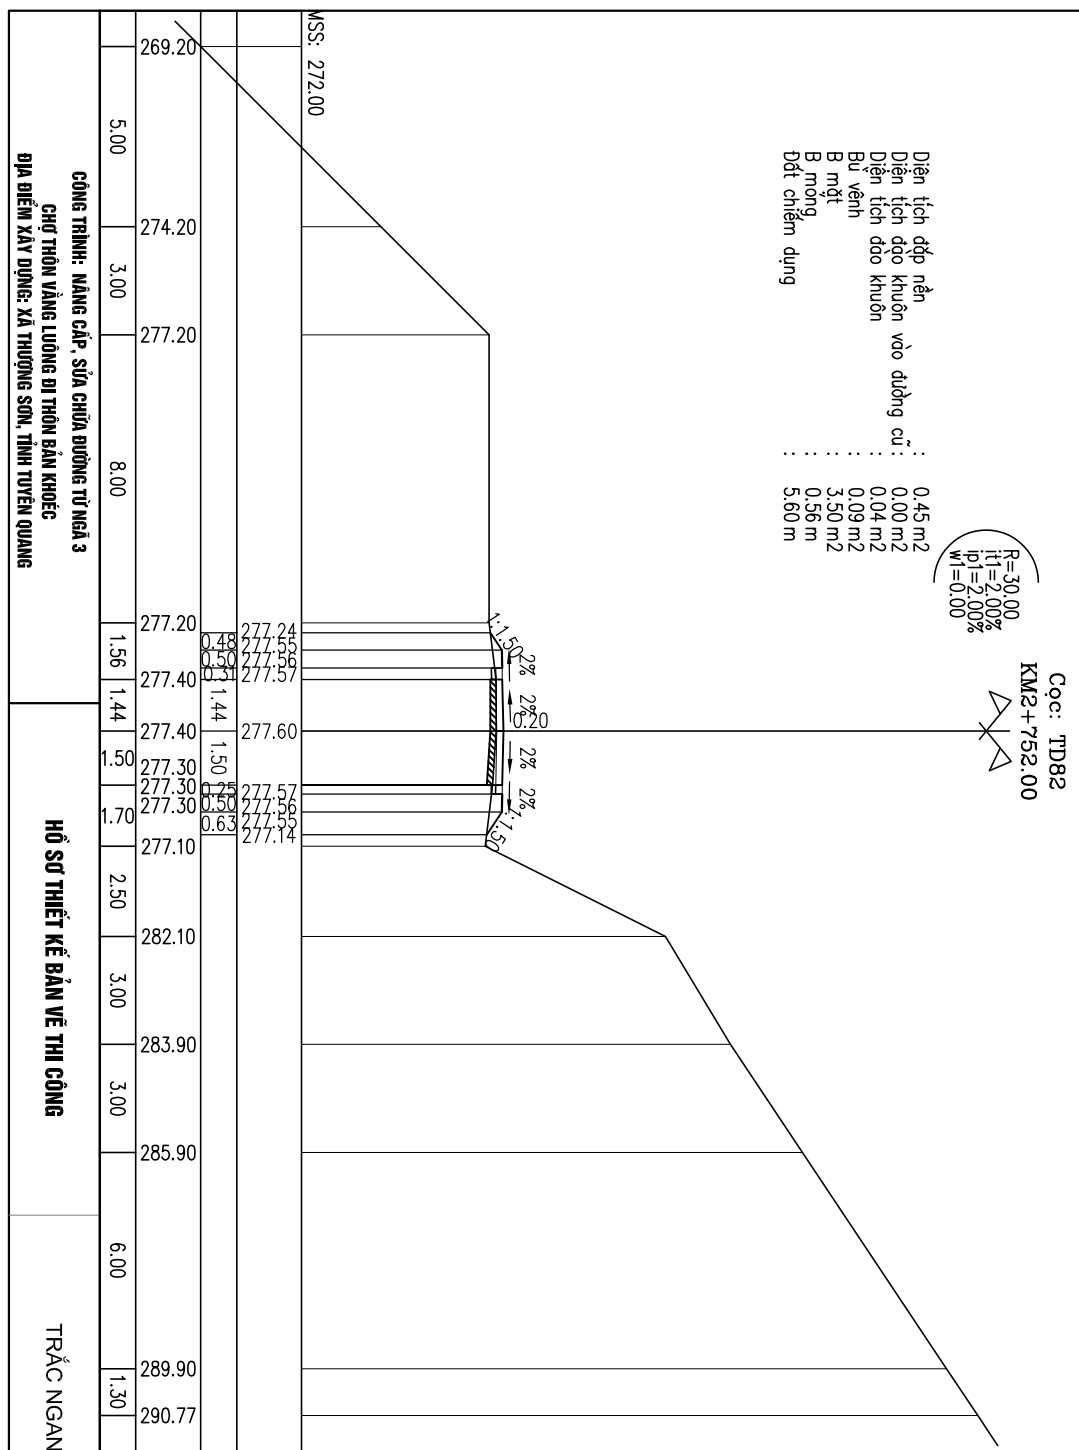 Cọc: TD82
KM2+752.00
R=30.00
it1=2.00%
ip1=2.00%
w1=0.00
Diện tích đắp nền : 0.45 m2
Diện tích đào khuôn vào đường cũ : 0.00 m2
Diện tích đào khuôn : 0.04 m2
Bù vênh : 0.09 m2
B mặt : 3.50 m2
B móng : 0.56 m
Đất chiếm dụng : 5.60 m
1:1.50 2% 2% 0.20 2% 2% 1:1.50
MSS: 272.00
277.24 277.55 277.56 277.57 277.60 277.57 277.56 277.55 277.14
0.48 0.50 0.31 1.44 1.50 0.25 0.50 0.63
269.20 274.20 277.20 277.20 277.40 277.40 277.30 277.30 277.30 277.10 282.10 283.90 285.90 289.90 290.77
5.00 3.00 8.00 1.56 1.44 1.50 1.70 2.50 3.00 3.00 6.00 1.30
CÔNG TRÌNH: NÂNG CẤP, SỬA CHỮA ĐƯỜNG TỪ NGÃ 3
CHỢ THÔN VẰNG LUÔNG ĐI THÔN BẢN KHOÉC
ĐỊA ĐIỂM XÂY DỰNG: XÃ THƯỢNG SƠN, TỈNH TUYÊN QUANG
HỒ SƠ THIẾT KẾ BẢN VẼ THI CÔNG
TRẮC NGAN